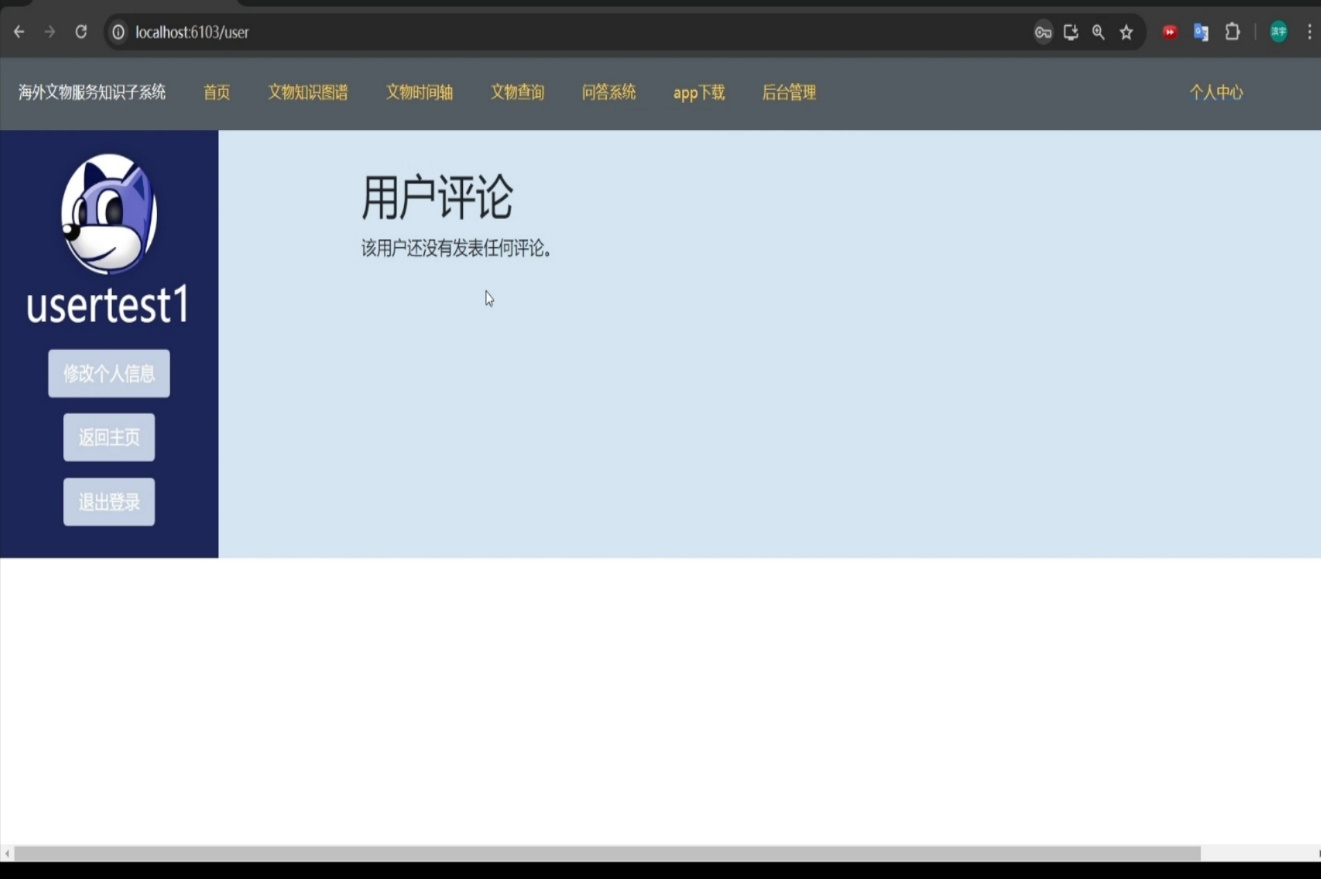 localhost:6103/user
海外文物服务知识子系统 首页 文物知识图谱 文物时间轴 文物查询 问答系统 app下载 后台管理 个人中心
usertest1
修改个人信息
返回主页
退出登录
用户评论
该用户还没有发表任何评论。